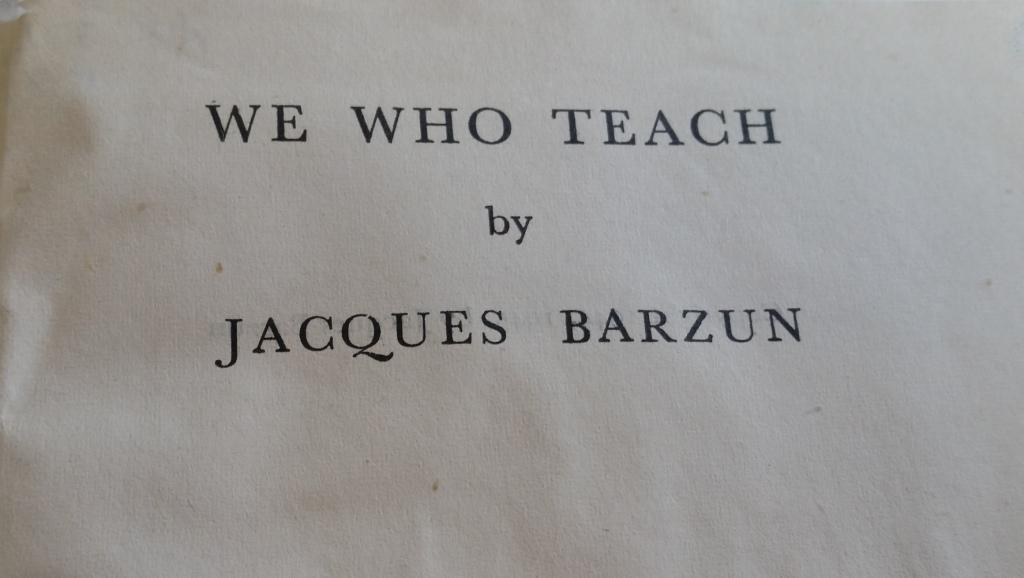 WE WHO TEACH
by
JACQUES BARZUN